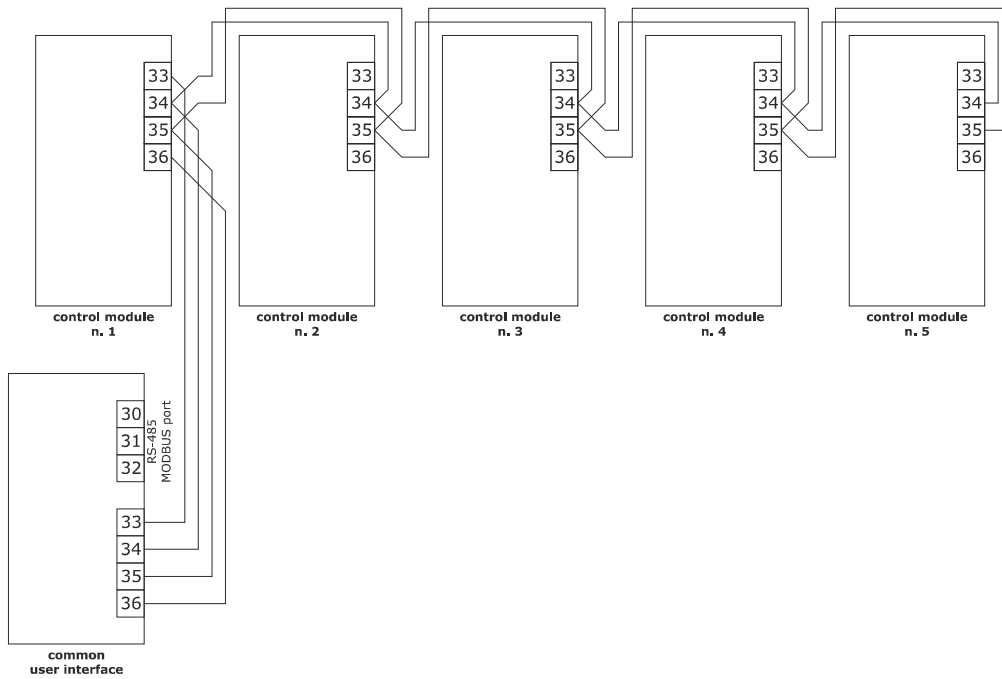 33
34
35
36
control module
n. 1
33
34
35
36
control module
n. 2
33
34
35
36
control module
n. 3
33
34
35
36
control module
n. 4
33
34
35
36
control module
n. 5
30
31
32
RS-485
MODBUS port
33
34
35
36
common
user interface